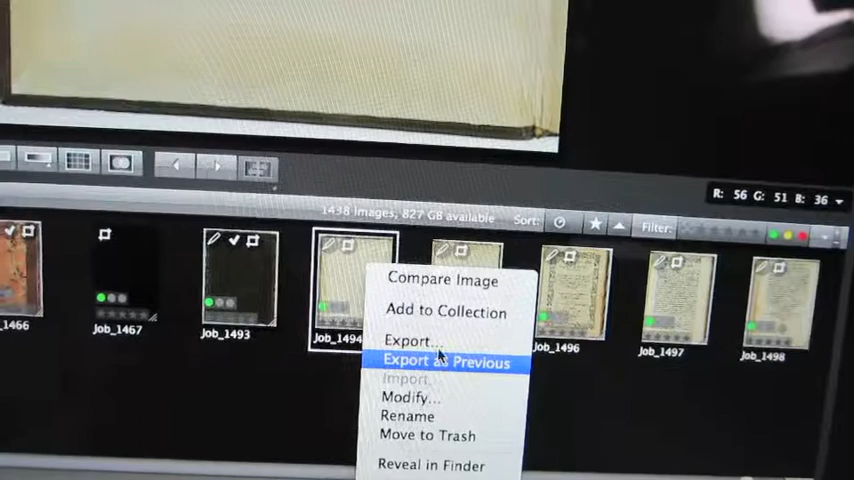 R: 56 G: 51 B: 36
1438 Images, 827 GB available
Sort:
Filter:
Job_1466
Job_1467
Job_1493
Job_1494
Job_1496
Job_1497
Job_1498
Compare Image
Add to Collection
Export...
Export as Previous
Import...
Modify...
Rename
Move to Trash
Reveal in Finder